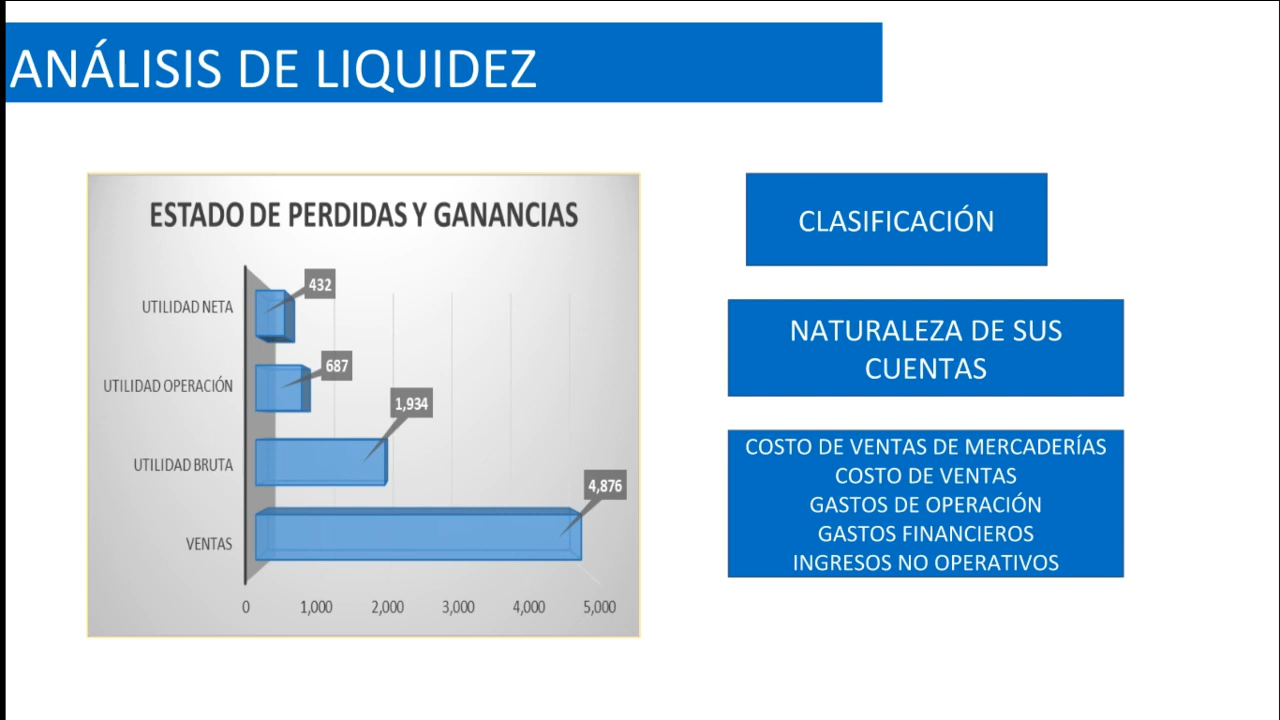 ANÁLISIS DE LIQUIDEZ
ESTADO DE PERDIDAS Y GANANCIAS
UTILIDAD NETA
432
UTILIDAD OPERACIÓN
687
UTILIDAD BRUTA
1,934
VENTAS
4,876
0 1,000 2,000 3,000 4,000 5,000
CLASIFICACIÓN
NATURALEZA DE SUS
CUENTAS
COSTO DE VENTAS DE MERCADERÍAS
COSTO DE VENTAS
GASTOS DE OPERACIÓN
GASTOS FINANCIEROS
INGRESOS NO OPERATIVOS